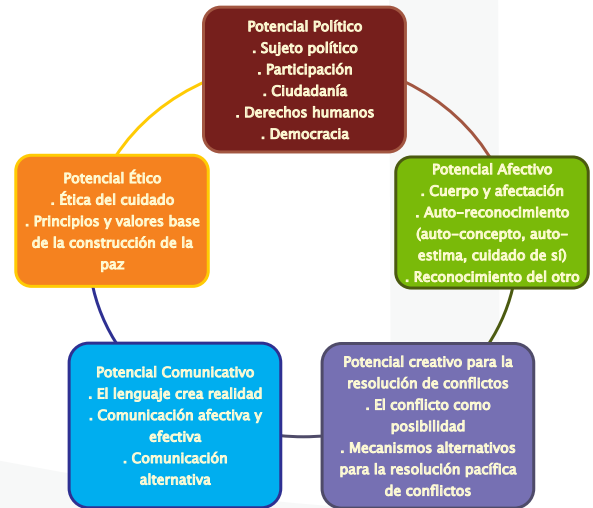 Potencial Político
. Sujeto político
. Participación
. Ciudadanía
. Derechos humanos
. Democracia
Potencial Afectivo
. Cuerpo y afectación
. Auto-reconocimiento
(auto-concepto, auto-
estima, cuidado de sí)
. Reconocimiento del otro
Potencial creativo para la
resolución de conflictos
. El conflicto como
posibilidad
. Mecanismos alternativos
para la resolución pacífica
de conflictos
Potencial Comunicativo
. El lenguaje crea realidad
. Comunicación afectiva y
efectiva
. Comunicación
alternativa
Potencial Ético
. Ética del cuidado
. Principios y valores base
de la construcción de la
paz